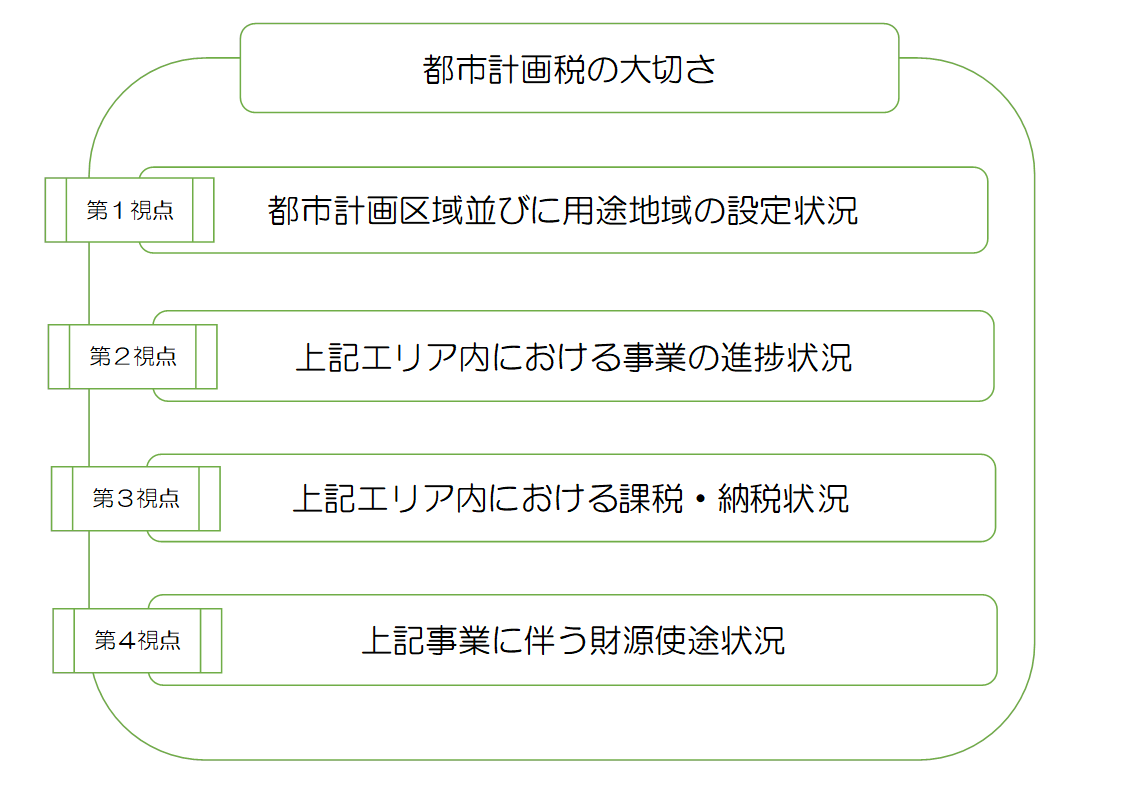 都市計画税の大切さ
第１視点
都市計画区域並びに用途地域の設定状況
第２視点
上記エリア内における事業の進捗状況
第３視点
上記エリア内における課税・納税状況
第４視点
上記事業に伴う財源使途状況